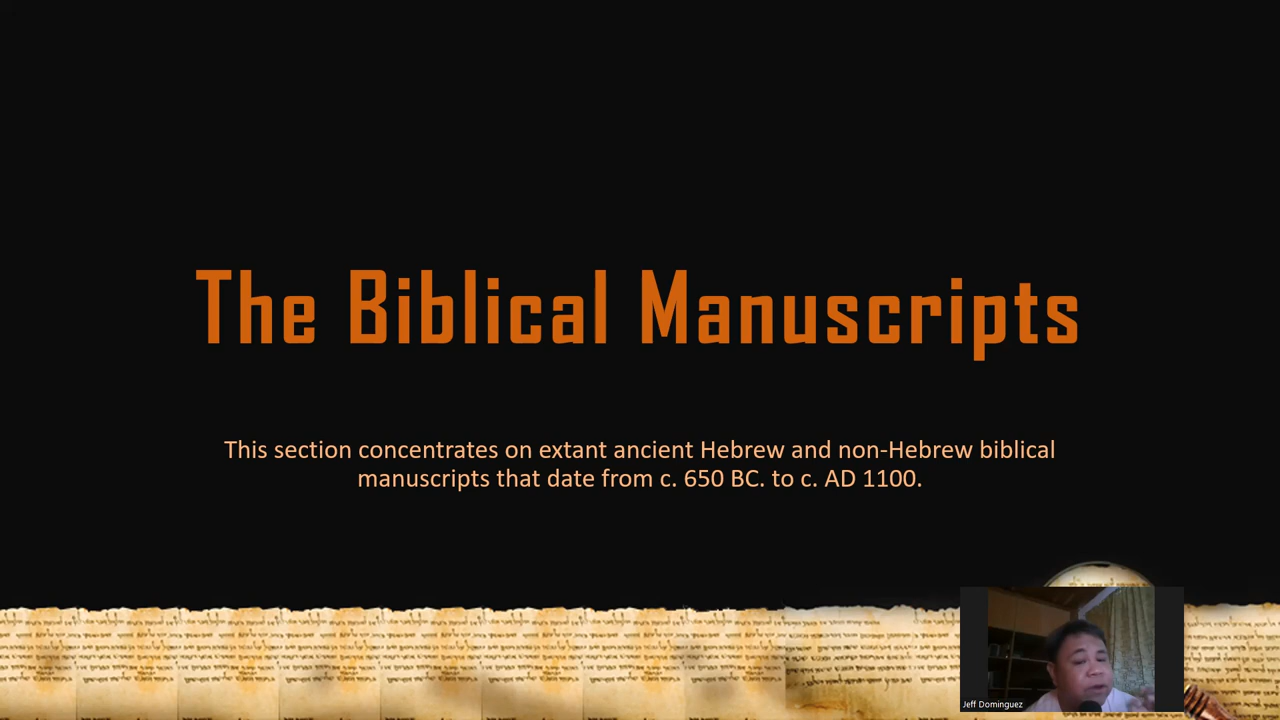 The Biblical Manuscripts
This section concentrates on extant ancient Hebrew and non-Hebrew biblical
manuscripts that date from c. 650 BC. to c. AD 1100.
Jeff Dominguez